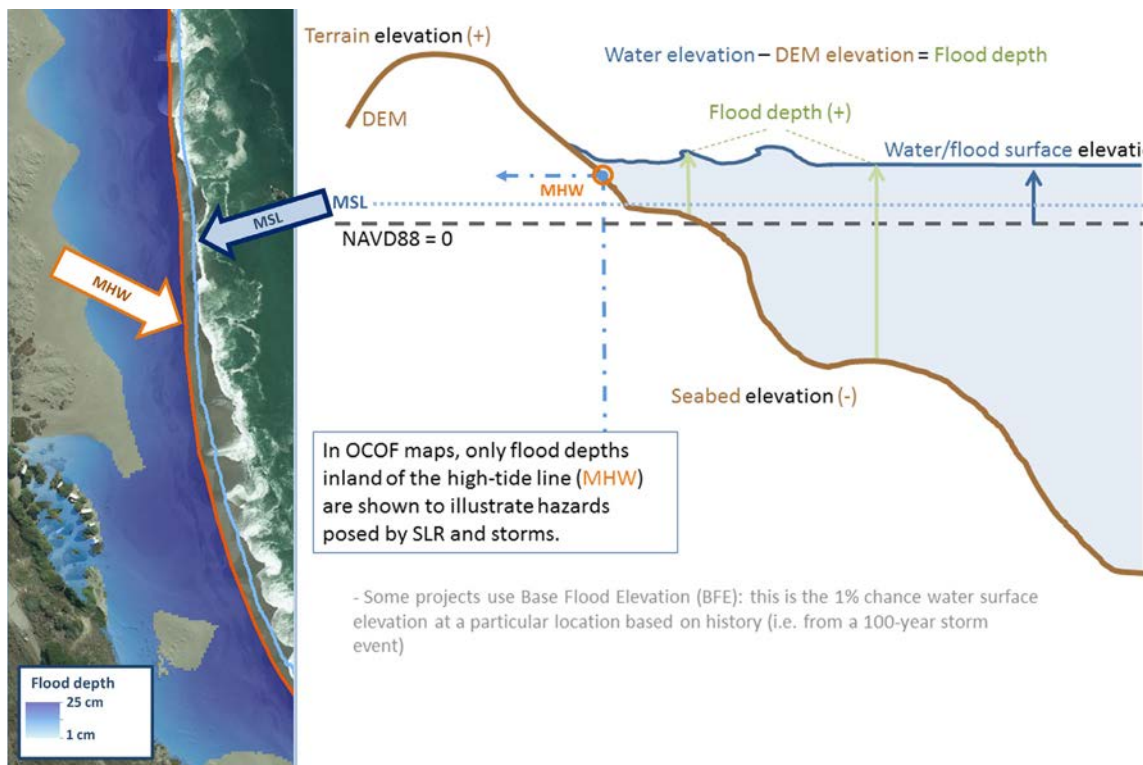 Terrain elevation (+)
Water elevation – DEM elevation = Flood depth
DEM
Flood depth (+)
Water/flood surface
MHW
MSL
MSL
NAVD88 = 0
MHW
Seabed elevation (-)
In OCOF maps, only flood depths
inland of the high-tide line (MHW)
are shown to illustrate hazards
posed by SLR and storms.
- Some projects use Base Flood Elevation (BFE): this is the 1% chance water surface
elevation at a particular location based on history (i.e. from a 100-year storm
event)
Flood depth
25 cm
1 cm